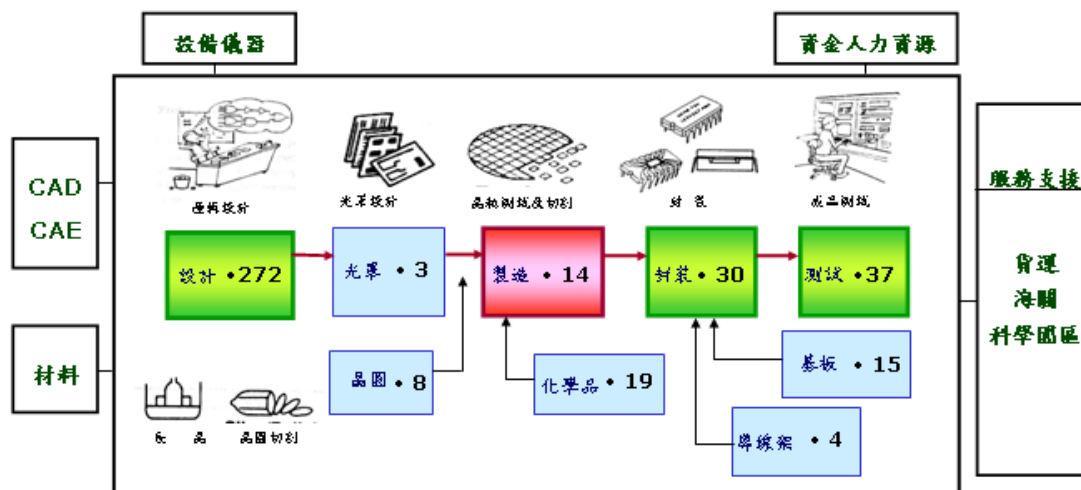 設備儀器
資金人力資源
CAD
CAE
材料
邏輯設計
光罩設計
晶粒測試及切割
封裝
成品測試
設計 •272
光罩 • 3
製造 • 14
封裝 • 30
測試 • 37
晶圓 • 8
化學品 • 19
基板 • 15
導線架 • 4
長 晶
晶圓切割
服務支援
貨運
海關
科學園區